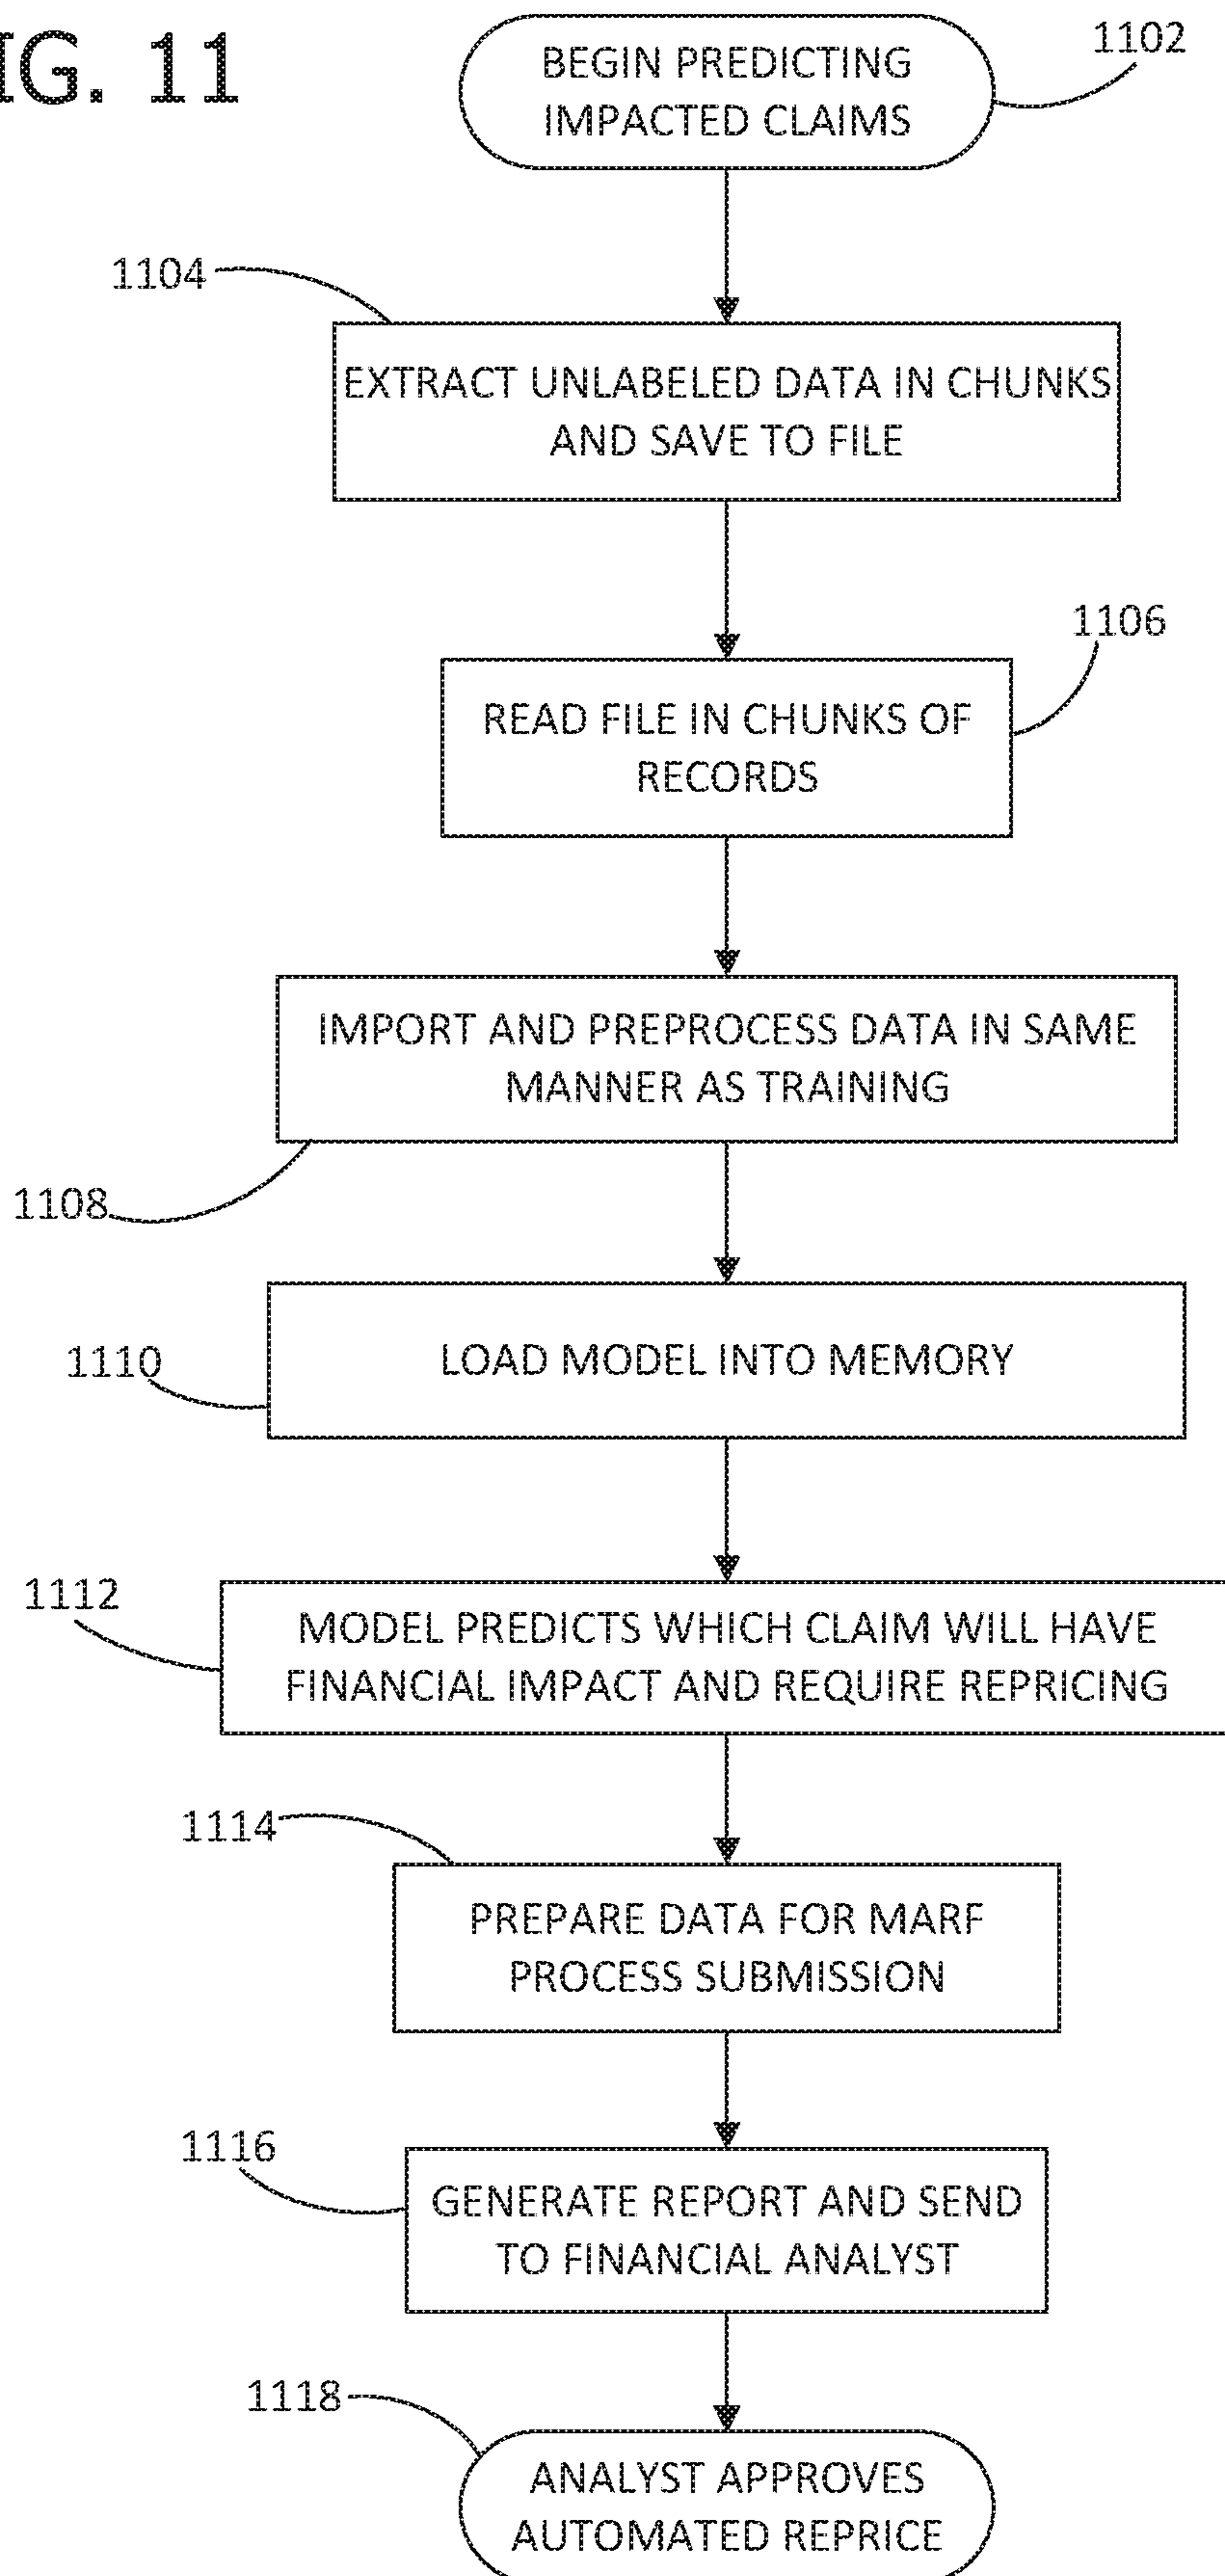 IG. 11
BEGIN PREDICTING
IMPACTED CLAIMS
1102
1104
EXTRACT UNLABELED DATA IN CHUNKS
AND SAVE TO FILE
1106
READ FILE IN CHUNKS OF
RECORDS
IMPORT AND PREPROCESS DATA IN SAME
MANNER AS TRAINING
1108
LOAD MODEL INTO MEMORY
1110
1112
MODEL PREDICTS WHICH CLAIM WILL HAVE
FINANCIAL IMPACT AND REQUIRE REPRICING
1114
PREPARE DATA FOR MARF
PROCESS SUBMISSION
1116
GENERATE REPORT AND SEND
TO FINANCIAL ANALYST
1118
ANALYST APPROVES
AUTOMATED REPRICE